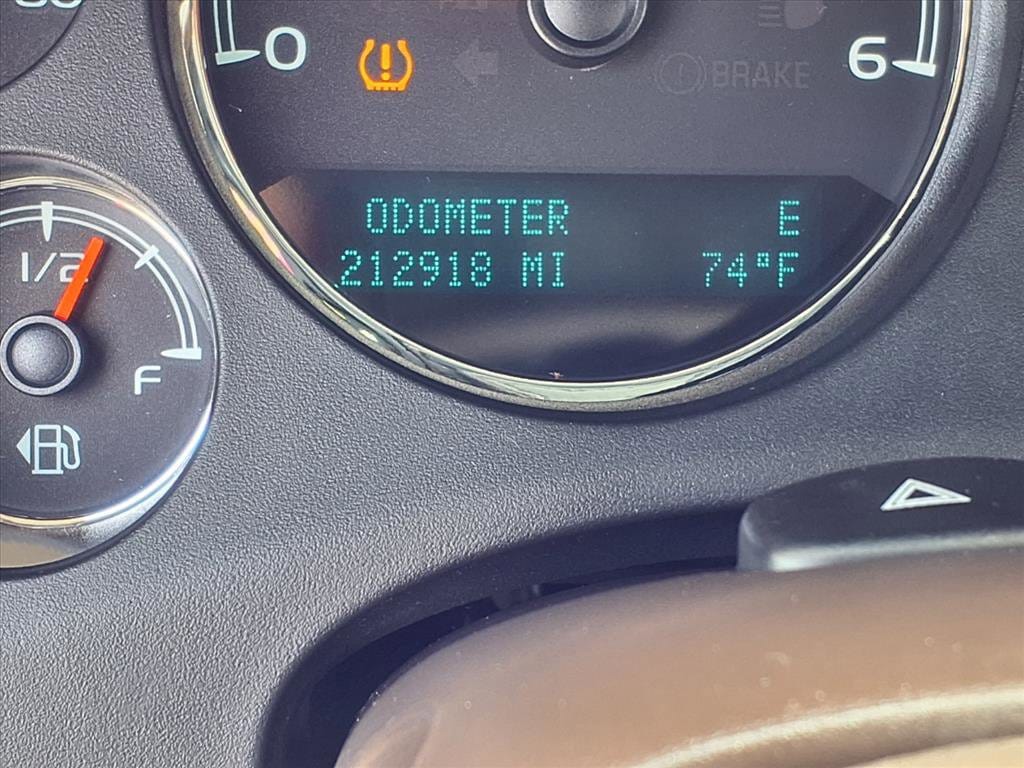 0
6
BRAKE
ODOMETER E
212918 MI 74°F
1/2
F